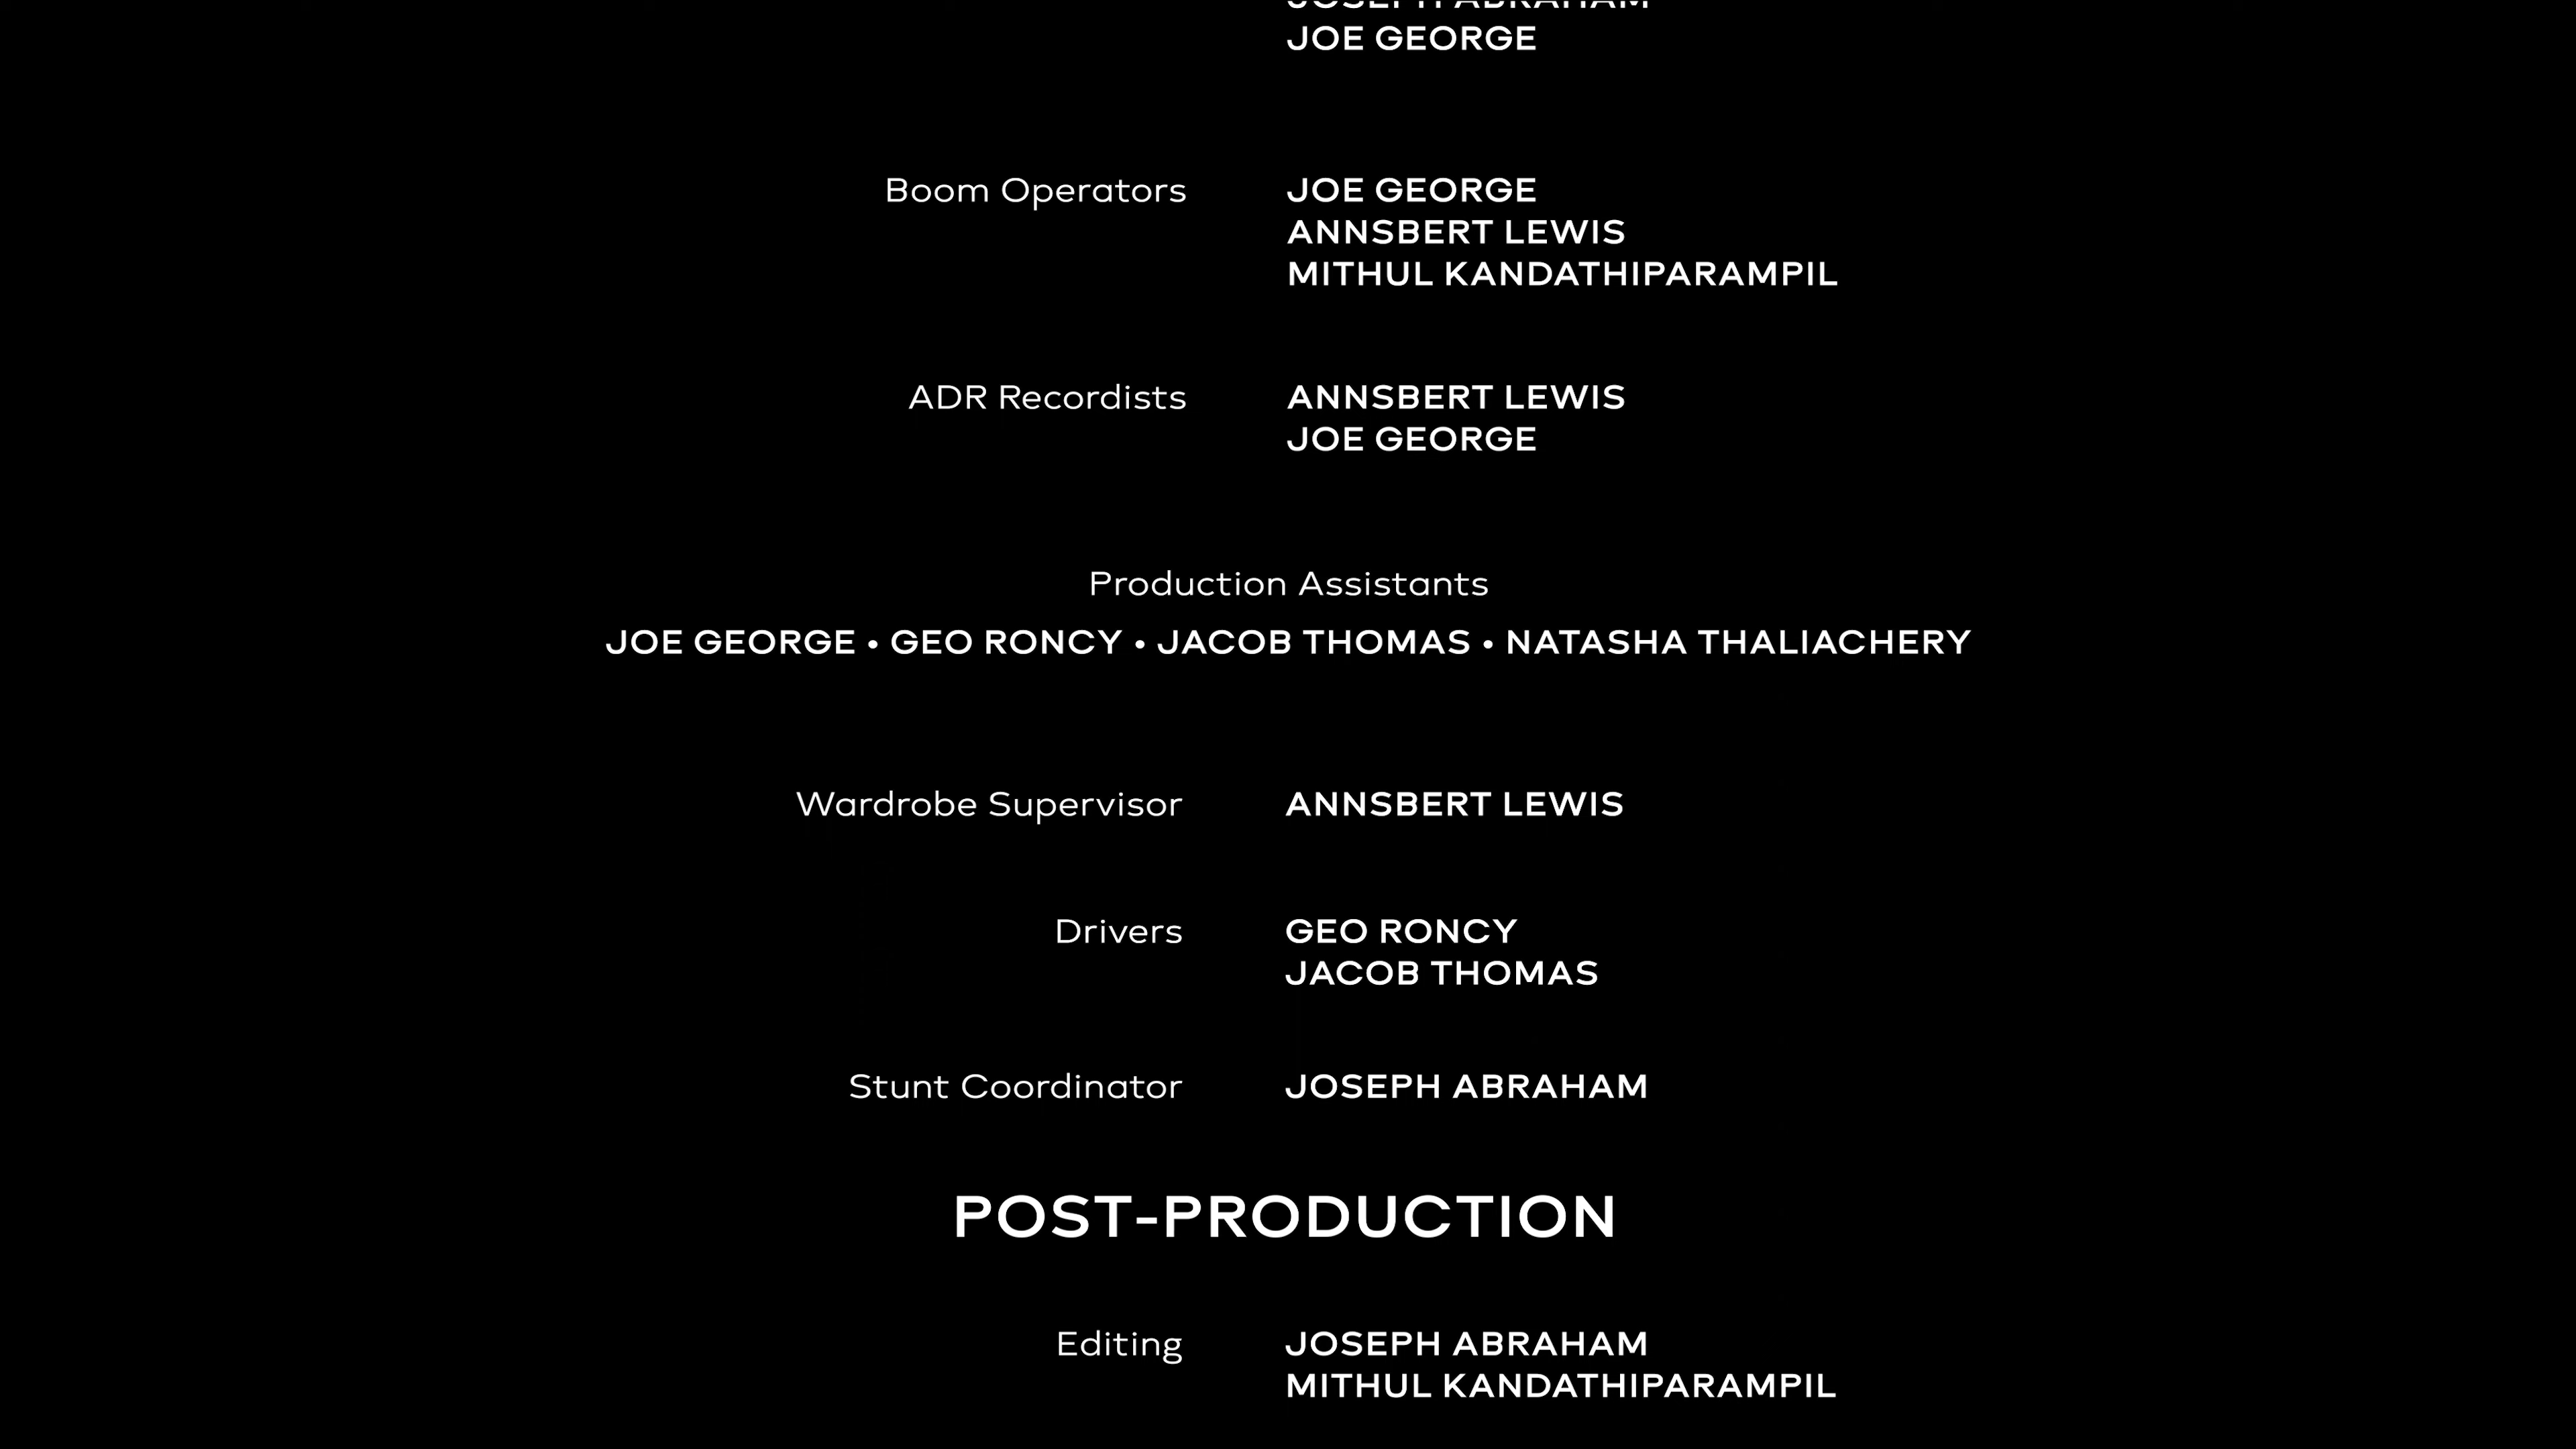 JOSEPH ABRAHAM
JOE GEORGE
Boom Operators JOE GEORGE
ANNSBERT LEWIS
MITHUL KANDATHIPARAMPIL
ADR Recordists ANNSBERT LEWIS
JOE GEORGE
Production Assistants
JOE GEORGE • GEO RONCY • JACOB THOMAS • NATASHA THALIACHERY
Wardrobe Supervisor ANNSBERT LEWIS
Drivers GEO RONCY
JACOB THOMAS
Stunt Coordinator JOSEPH ABRAHAM
POST-PRODUCTION
Editing JOSEPH ABRAHAM
MITHUL KANDATHIPARAMPIL